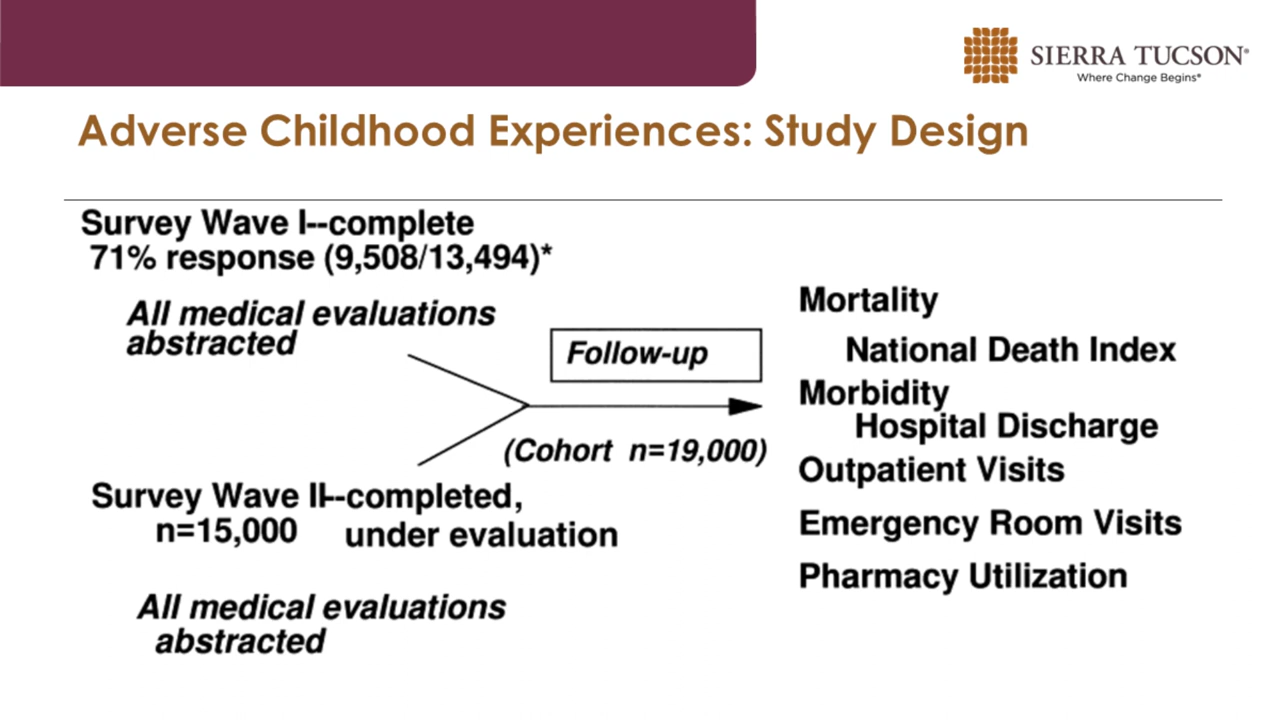 SIERRA TUCSON®
Where Change Begins®
Adverse Childhood Experiences: Study Design
Survey Wave I--complete
71% response (9,508/13,494)*
All medical evaluations
abstracted
Survey Wave II--completed,
n=15,000 under evaluation
All medical evaluations
abstracted
Follow-up
(Cohort n=19,000)
Mortality
National Death Index
Morbidity
Hospital Discharge
Outpatient Visits
Emergency Room Visits
Pharmacy Utilization